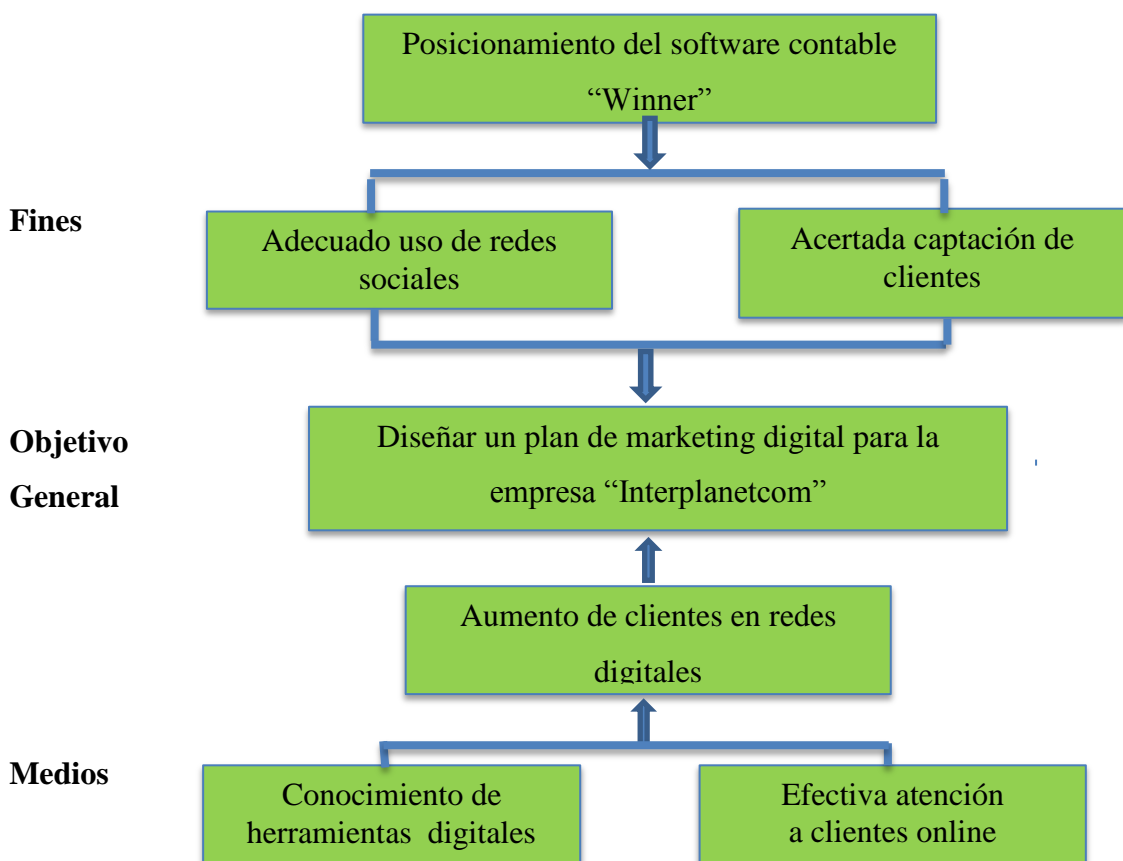 Posicionamiento del software contable
“Winner”
Fines
Adecuado uso de redes
sociales
Acertada captación de
clientes
Objetivo
General
Diseñar un plan de marketing digital para la
empresa “Interplanetcom”
Aumento de clientes en redes
digitales
Medios
Conocimiento de
herramientas digitales
Efectiva atención
a clientes online